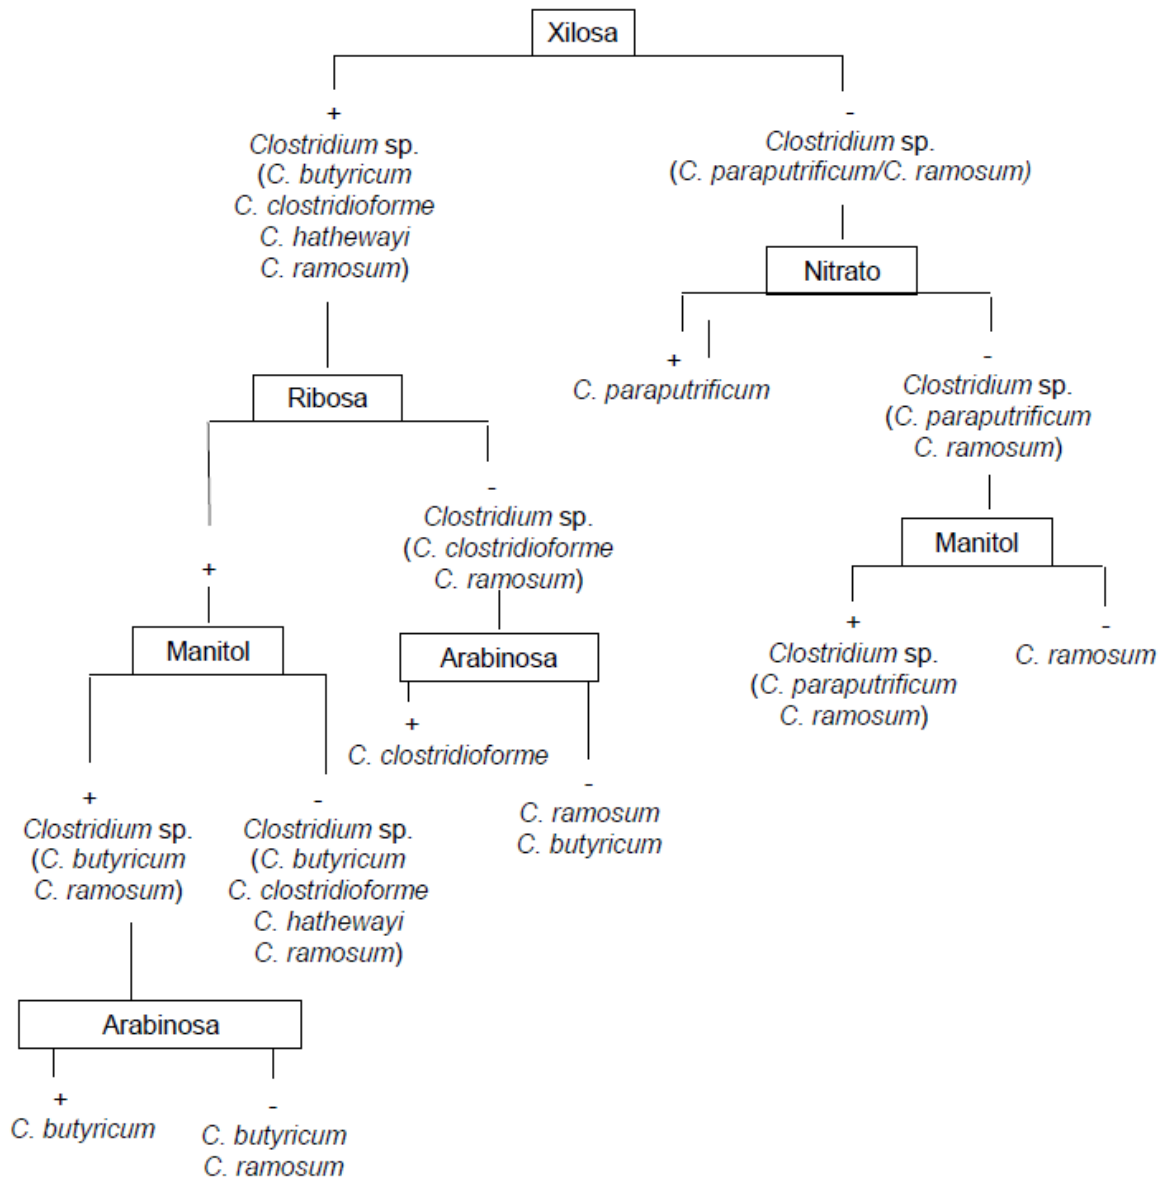 Xilosa
+
Clostridium sp.
(C. butyricum
C. clostridioforme
C. hathewayi
C. ramosum)
-
Clostridium sp.
(C. paraputrificum/C. ramosum)
Nitrato
+
C. paraputrificum
-
Clostridium sp.
(C. paraputrificum
C. ramosum)
Manitol
+
Clostridium sp.
(C. paraputrificum
C. ramosum)
-
C. ramosum
Ribosa
+
-
Clostridium sp.
(C. clostridioforme
C. ramosum)
Arabinosa
+
C. clostridioforme
-
C. ramosum
C. butyricum
Manitol
+
Clostridium sp.
(C. butyricum
C. ramosum)
-
Clostridium sp.
(C. butyricum
C. clostridioforme
C. hathewayi
C. ramosum)
Arabinosa
+
C. butyricum
-
C. butyricum
C. ramosum